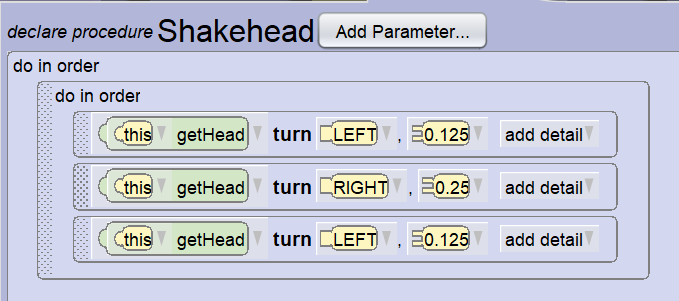 declare procedure Shakehead Add Parameter...
do in order
do in order
this getHead turn LEFT , 0.125 add detail
this getHead turn RIGHT , 0.25 add detail
this getHead turn LEFT , 0.125 add detail